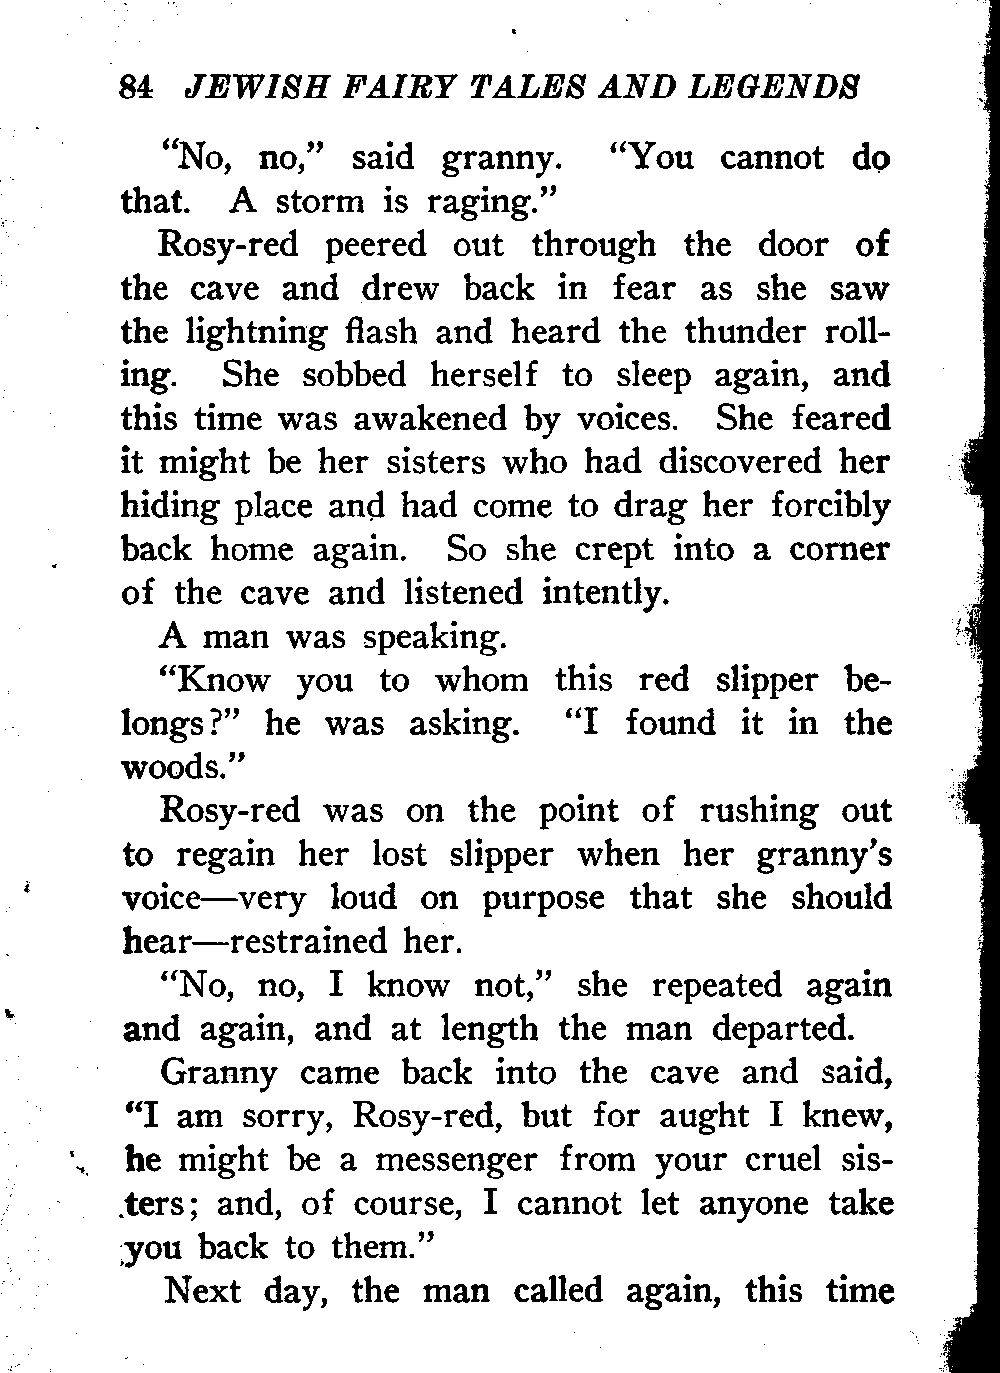 84 JEWISH FAIRY TALES AND LEGENDS
“No, no,” said granny. “You cannot do
that. A storm is raging.”
Rosy-red peered out through the door of
the cave and drew back in fear as she saw
the lightning flash and heard the thunder roll-
ing. She sobbed herself to sleep again, and
this time was awakened by voices. She feared
it might be her sisters who had discovered her
hiding place and had come to drag her forcibly
back home again. So she crept into a corner
of the cave and listened intently.
A man was speaking.
“Know you to whom this red slipper be-
longs?” he was asking. “I found it in the
woods.”
Rosy-red was on the point of rushing out
to regain her lost slipper when her granny’s
voice—very loud on purpose that she should
hear—restrained her.
“No, no, I know not,” she repeated again
and again, and at length the man departed.
Granny came back into the cave and said,
“I am sorry, Rosy-red, but for aught I knew,
he might be a messenger from your cruel sis-
ters; and, of course, I cannot let anyone take
you back to them.”
Next day, the man called again, this time